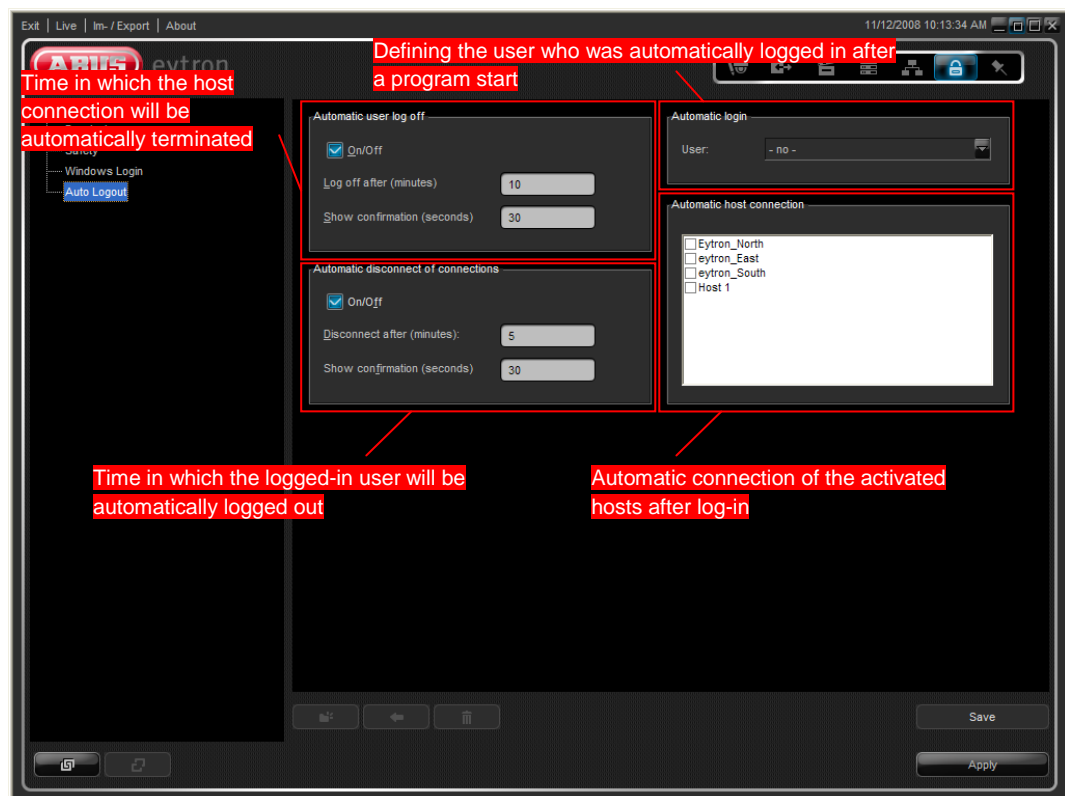 Exit | Live | Im- / Export | About
11/12/2008 10:13:34 AM
ABUS eytron
Defining the user who was automatically logged in after
a program start
Time in which the host
connection will be
automatically terminated
Safety
Windows Login
Auto Logout
Automatic user log off
On/Off
Log off after (minutes)
10
Show confirmation (seconds)
30
Automatic disconnect of connections
On/Off
Disconnect after (minutes):
5
Show confirmation (seconds)
30
Automatic login
User:
- no -
Automatic host connection
Eytron_North
eytron_East
eytron_South
Host 1
Time in which the logged-in user will be
automatically logged out
Automatic connection of the activated
hosts after log-in
Save
Apply